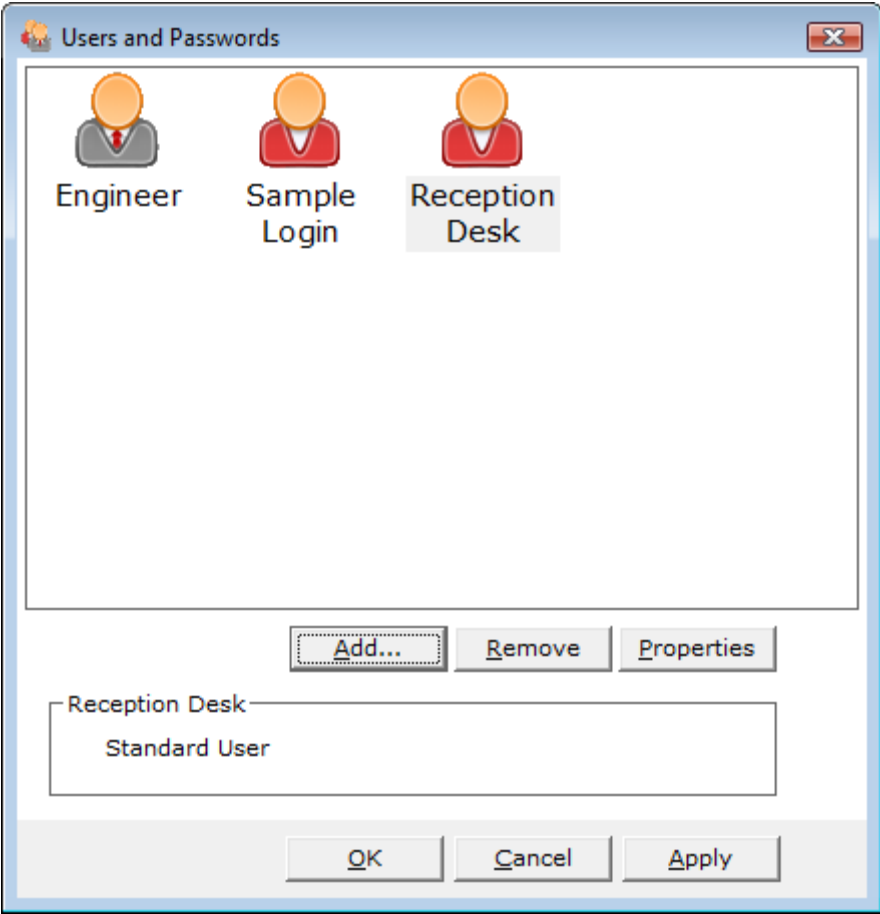 Users and Passwords
Engineer
Sample
Login
Reception
Desk
Add...
Remove
Properties
Reception Desk
Standard User
OK
Cancel
Apply